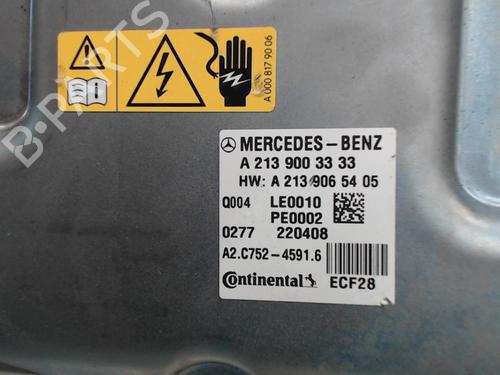 A 000 817 90 06
MERCEDES-BENZ
A 213 900 33 33
HW: A 213 906 54 05
Q004 LE0010
PE0002
0277 220408
A2.C752-4591.6
Continental ECF28
B-PARTS